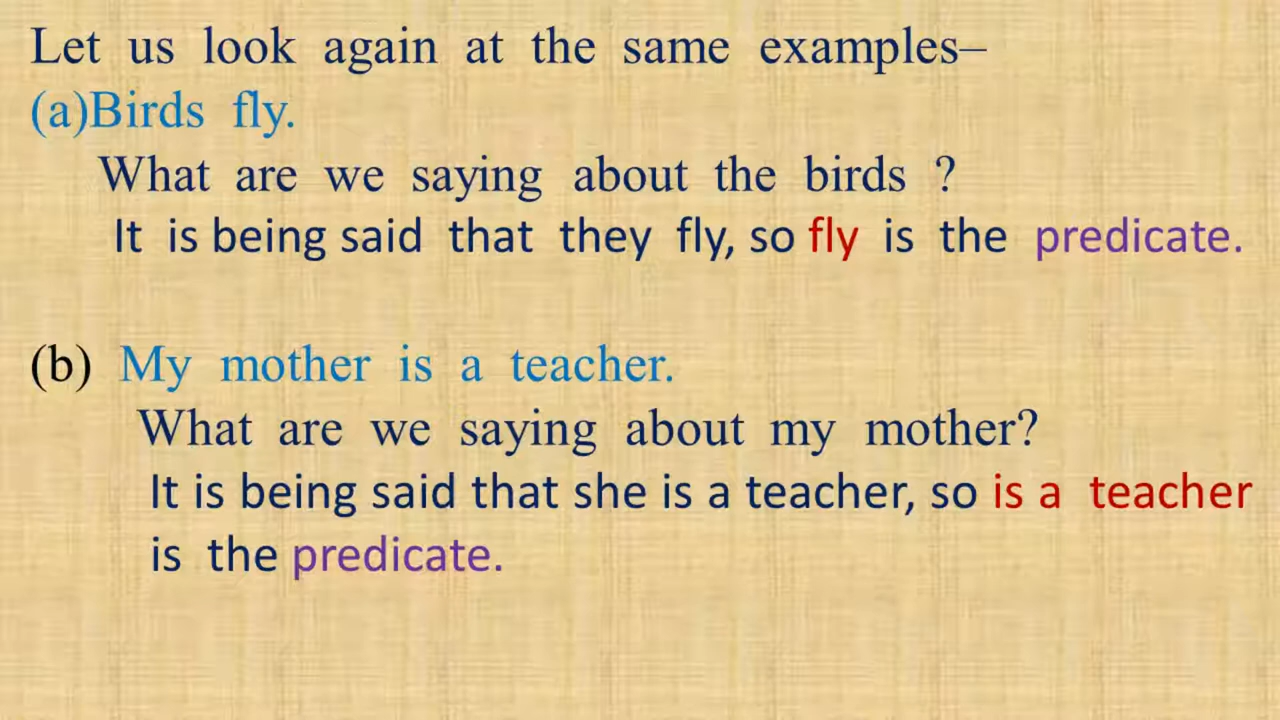 Let us look again at the same examples–
(a)Birds fly.
What are we saying about the birds ?
It is being said that they fly, so fly is the predicate.
(b) My mother is a teacher.
What are we saying about my mother?
It is being said that she is a teacher, so is a teacher
is the predicate.